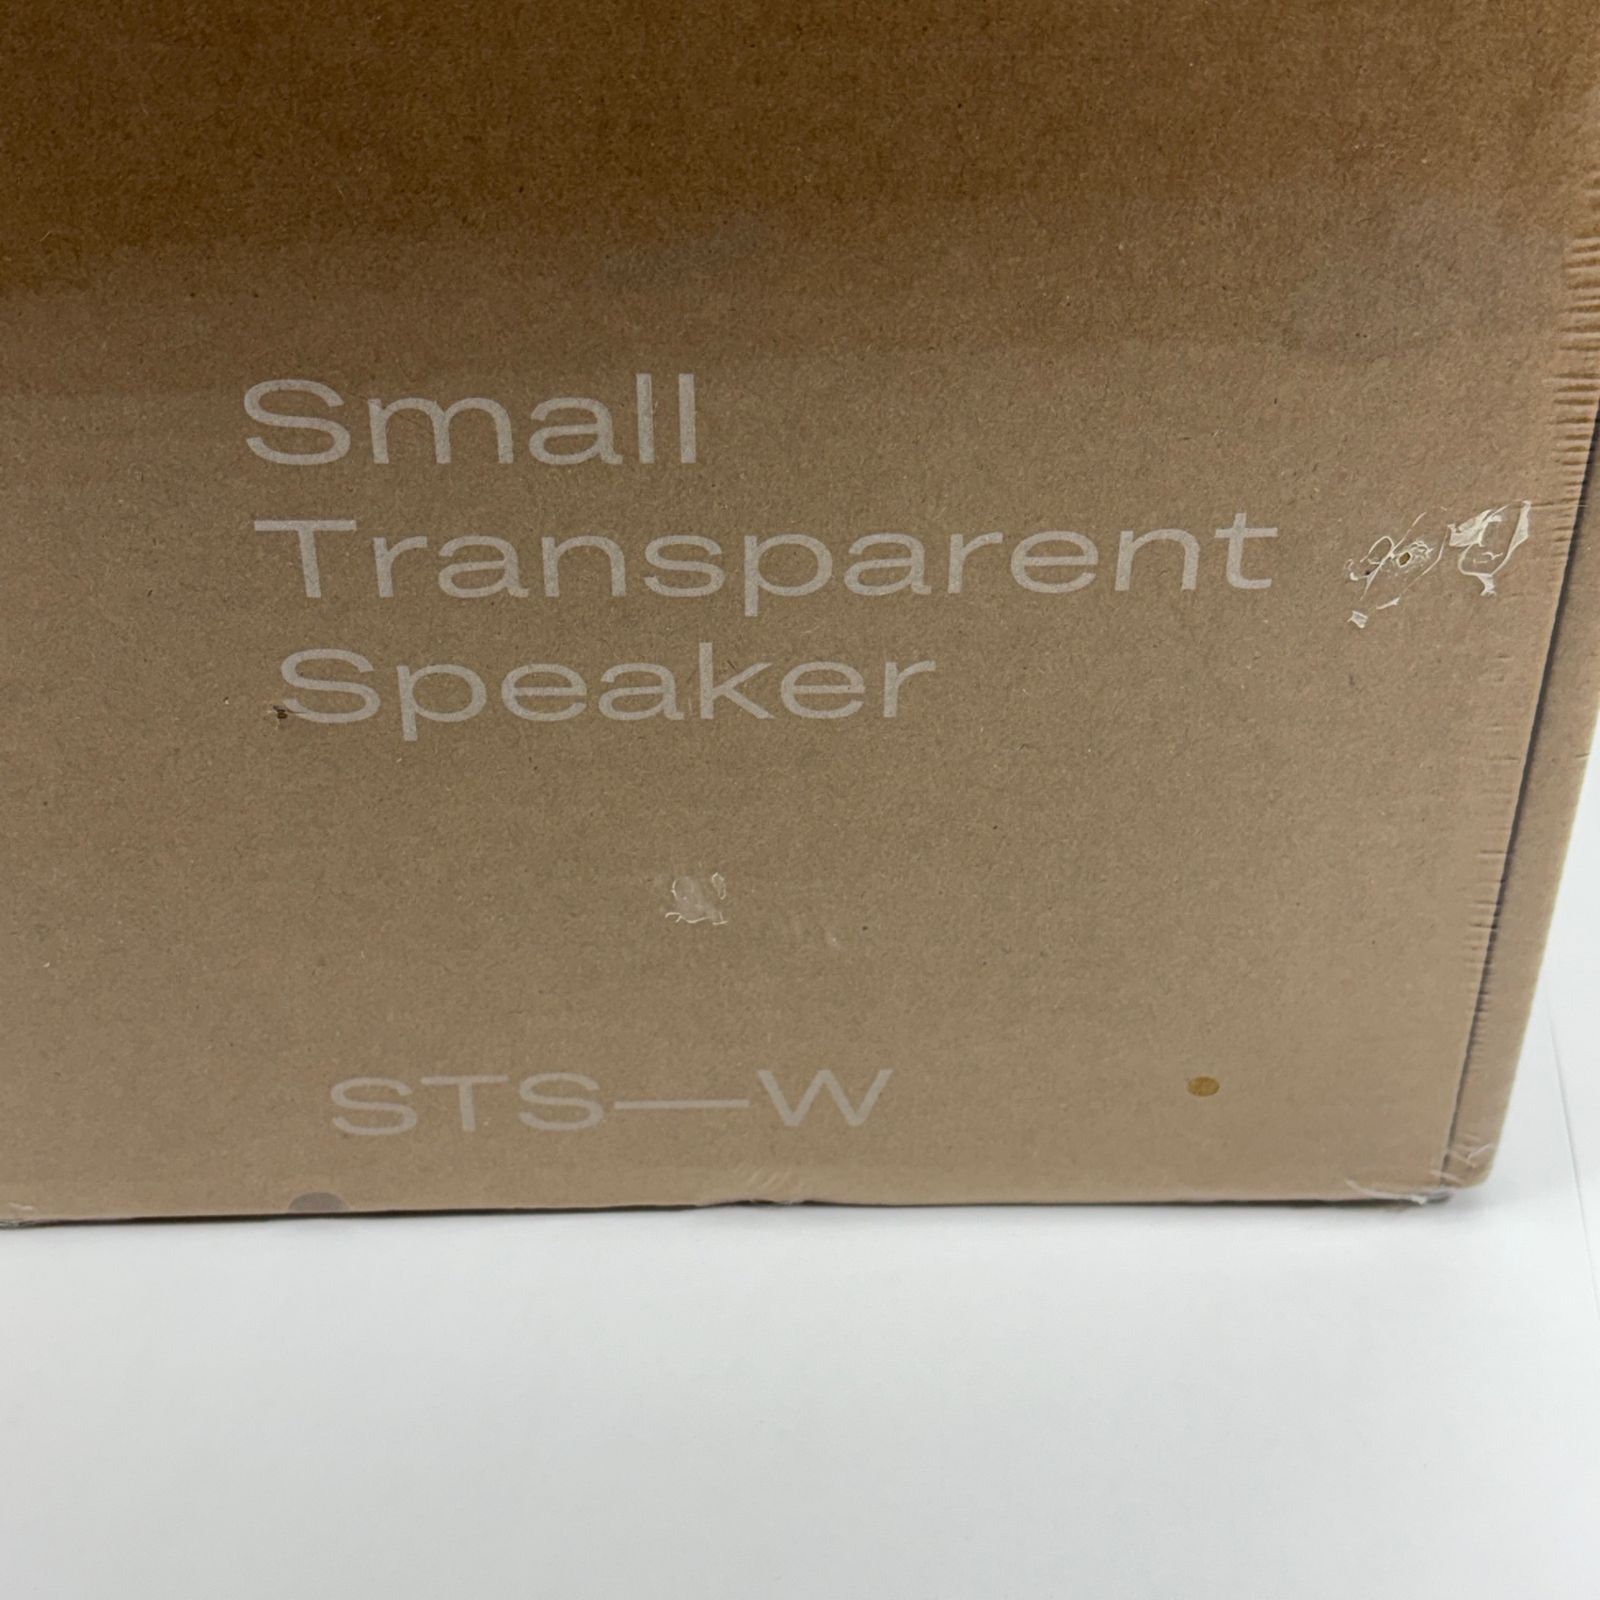 Small
Transparent
Speaker
STS—W